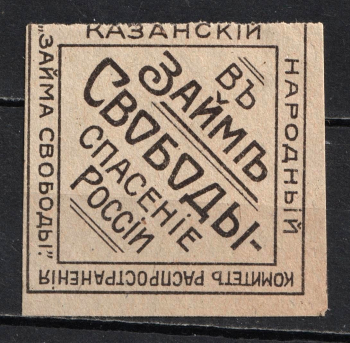 КАЗАНСКІЙ
НАРОДНЫЙ
КОМИТЕТЪ РАСПРОСТРАНЕНІЯ
„ЗАЙМА СВОБОДЫ".
ВЪ
ЗАЙМѢ
СВОБОДЫ-
СПАСЕНІЕ
РОССІИ